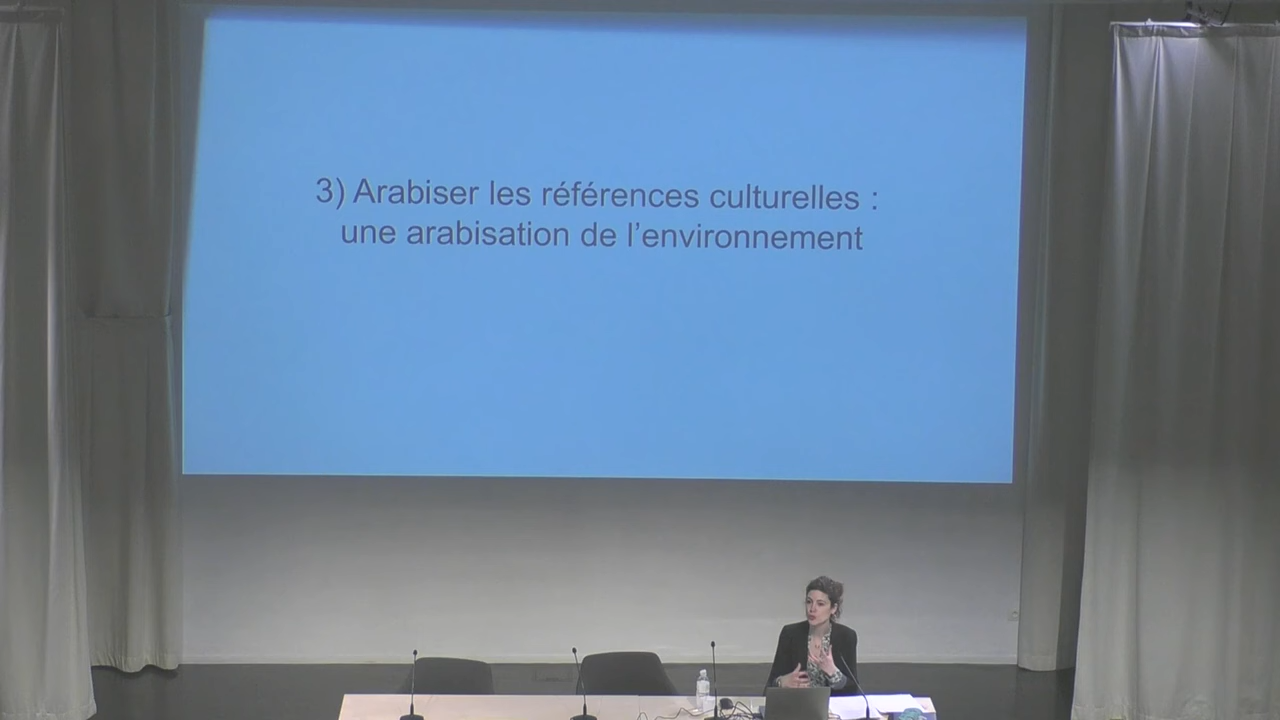 3) Arabiser les références culturelles :
une arabisation de l’environnement